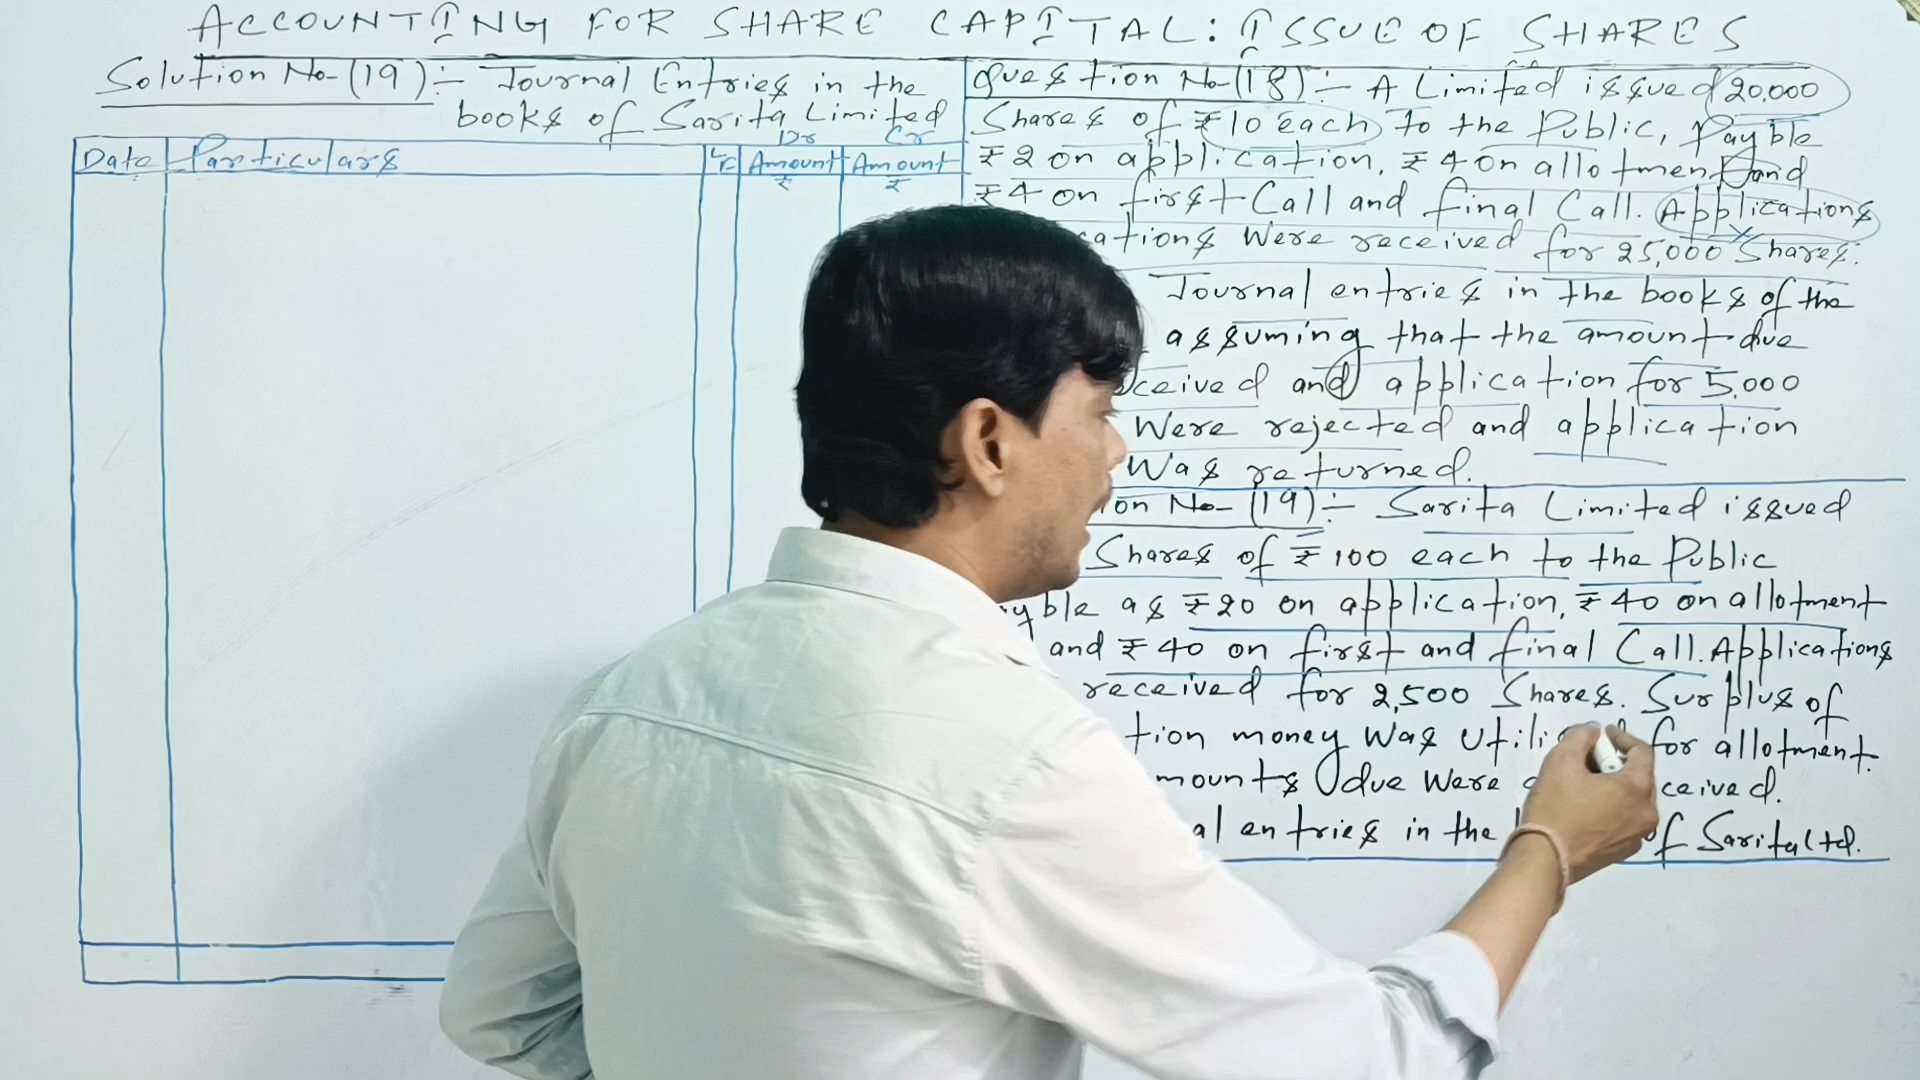 ACCOUNTING FOR SHARE CAPITAL: ISSUE OF SHARES
Solution No-(19):- Journal Entries in the
books of Sarita Limited
Dr Cr
Date Particulars L.F. Amount ₹ Amount ₹
Question No-(18):- A Limited issued 20,000
Shares of ₹10 each to the Public, Payble
₹2 on application, ₹4 on allotment and
₹4 on first Call and final Call. Applications
cations Were received for 25,000 Shares.
Journal entries in the books of the
assuming that the amount due
ceived and application for 5,000
Were rejected and application
Was returned.
ion No-(19):- Sarita Limited issued
Shares of ₹100 each to the Public
yble as ₹20 on application, ₹40 on allotment
and ₹40 on first and final Call. Applications
received for 2,500 Shares. Surplus of
tion money Was Utili for allotment.
mounts due Were ceived.
al entries in the of Sarita Ltd.